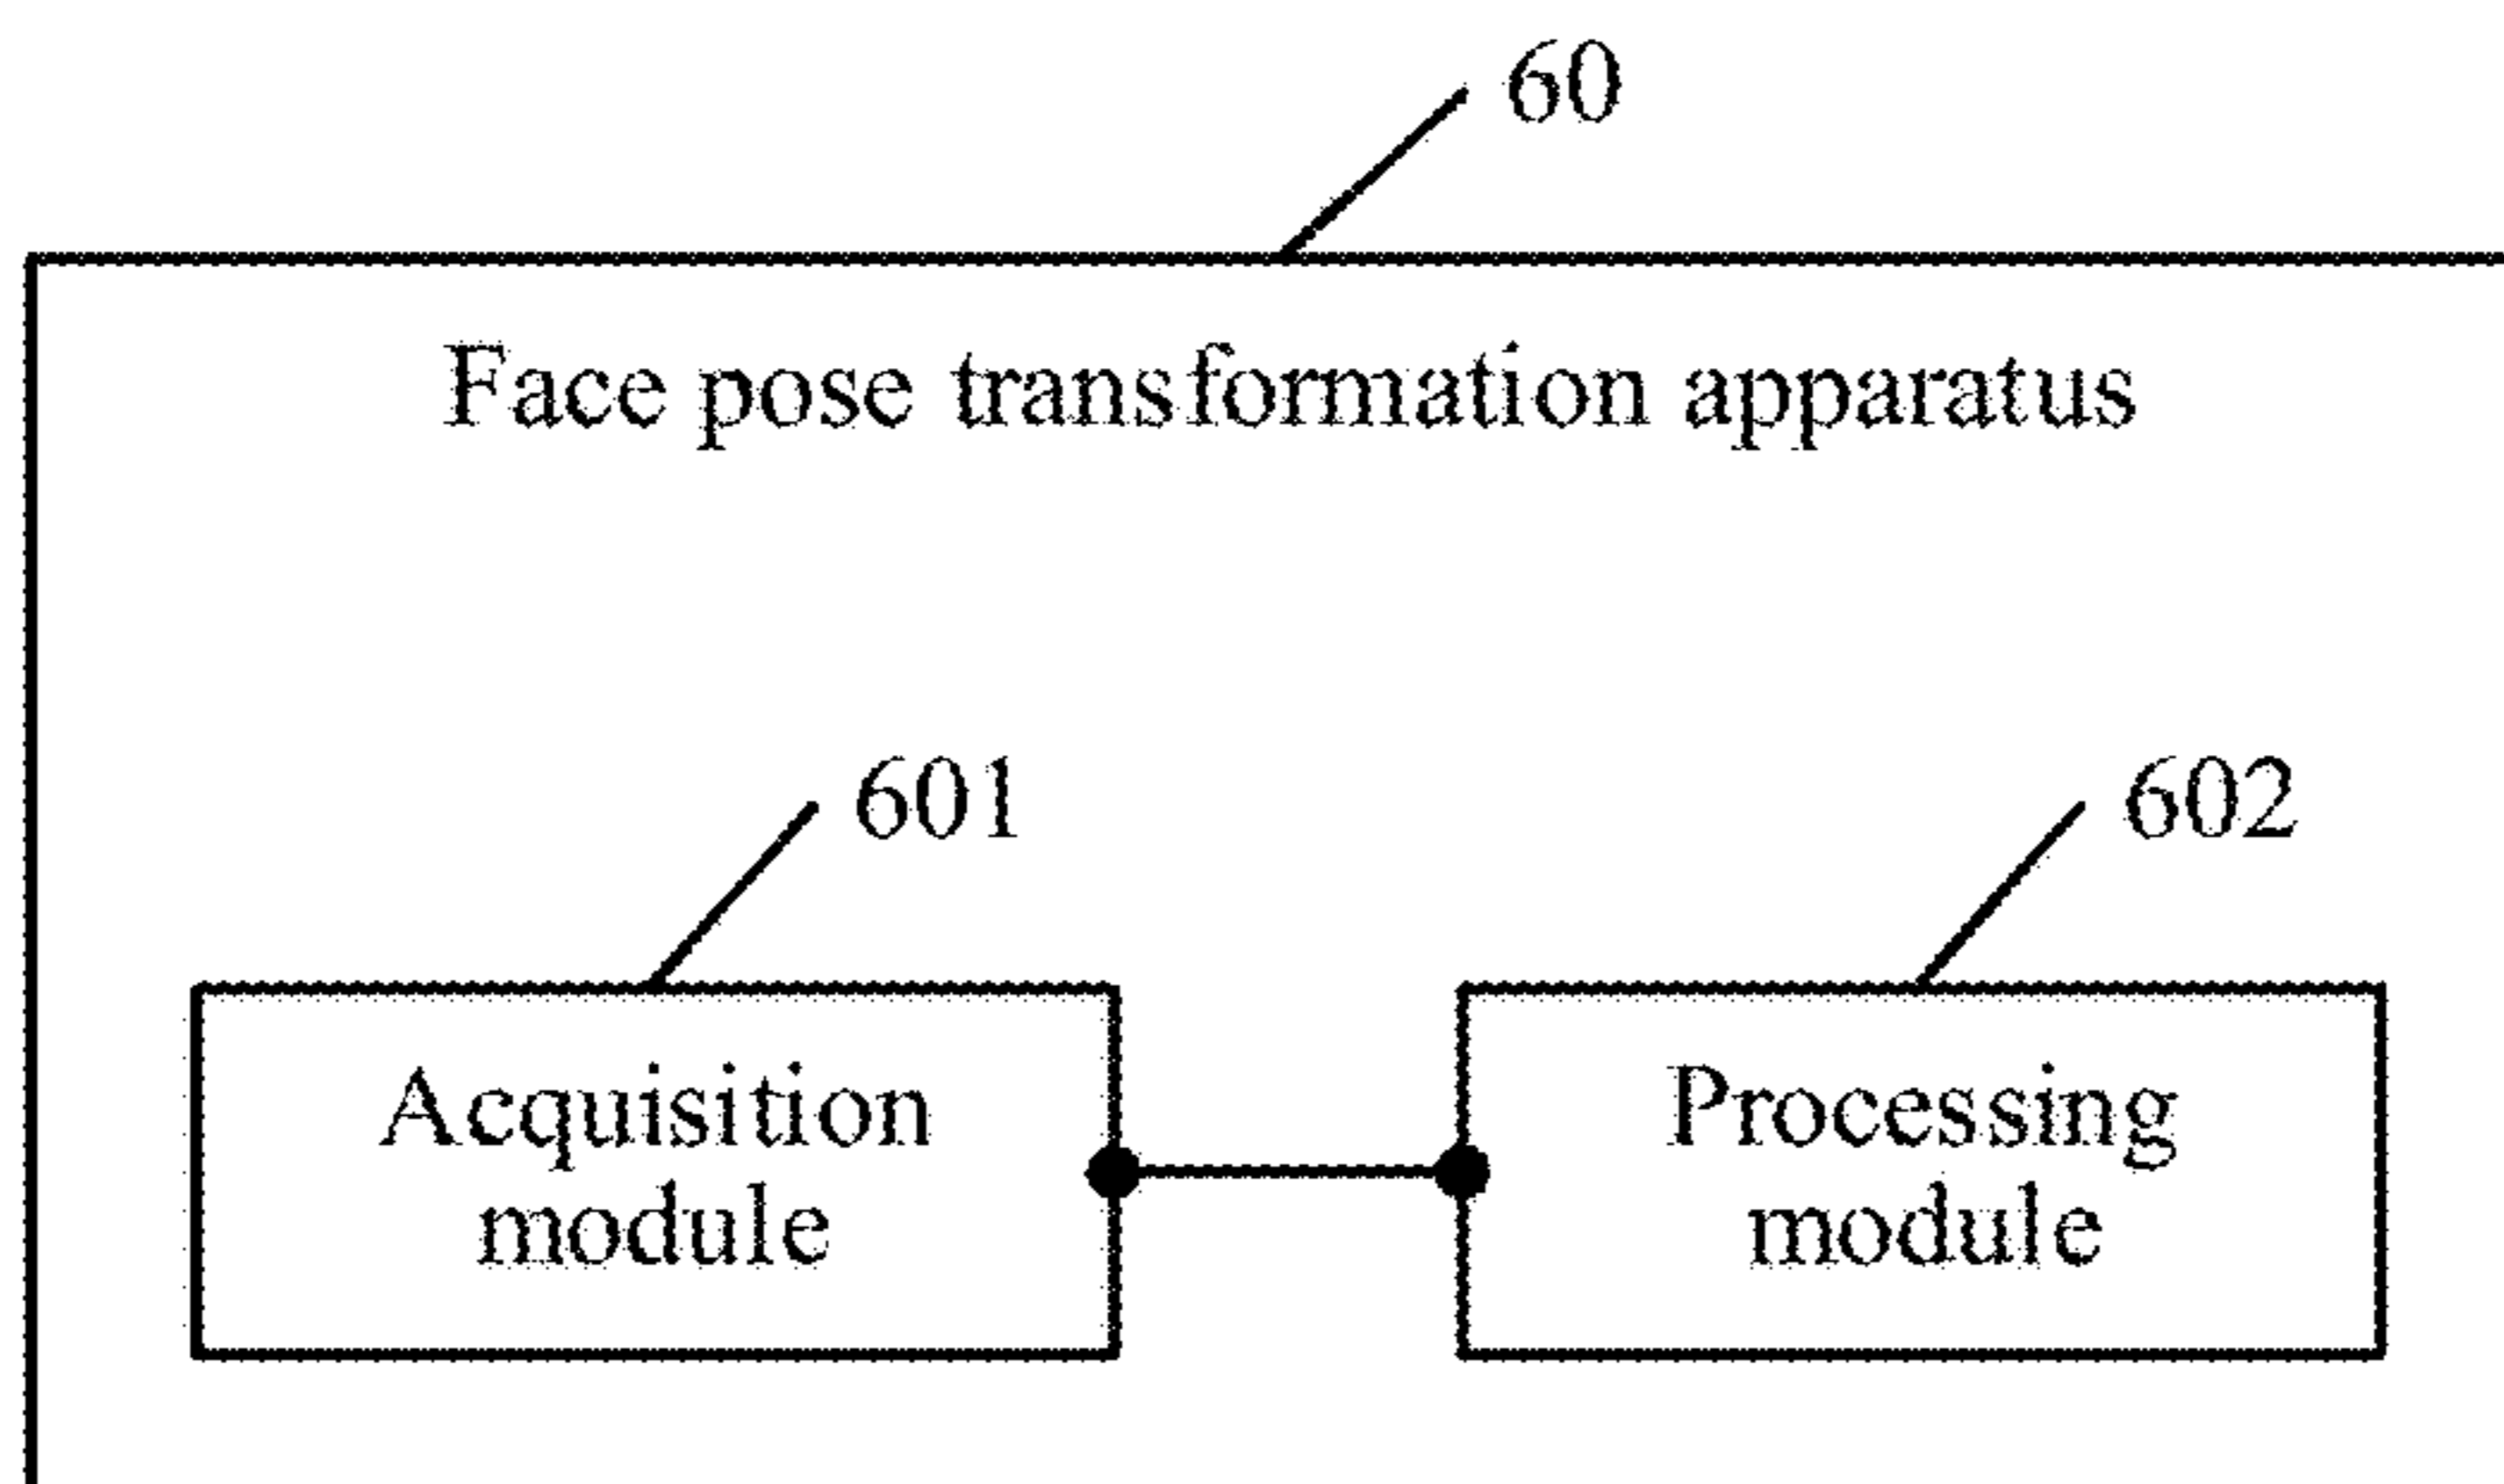 60
Face pose transformation apparatus
601
602
Acquisition
module
Processing
module